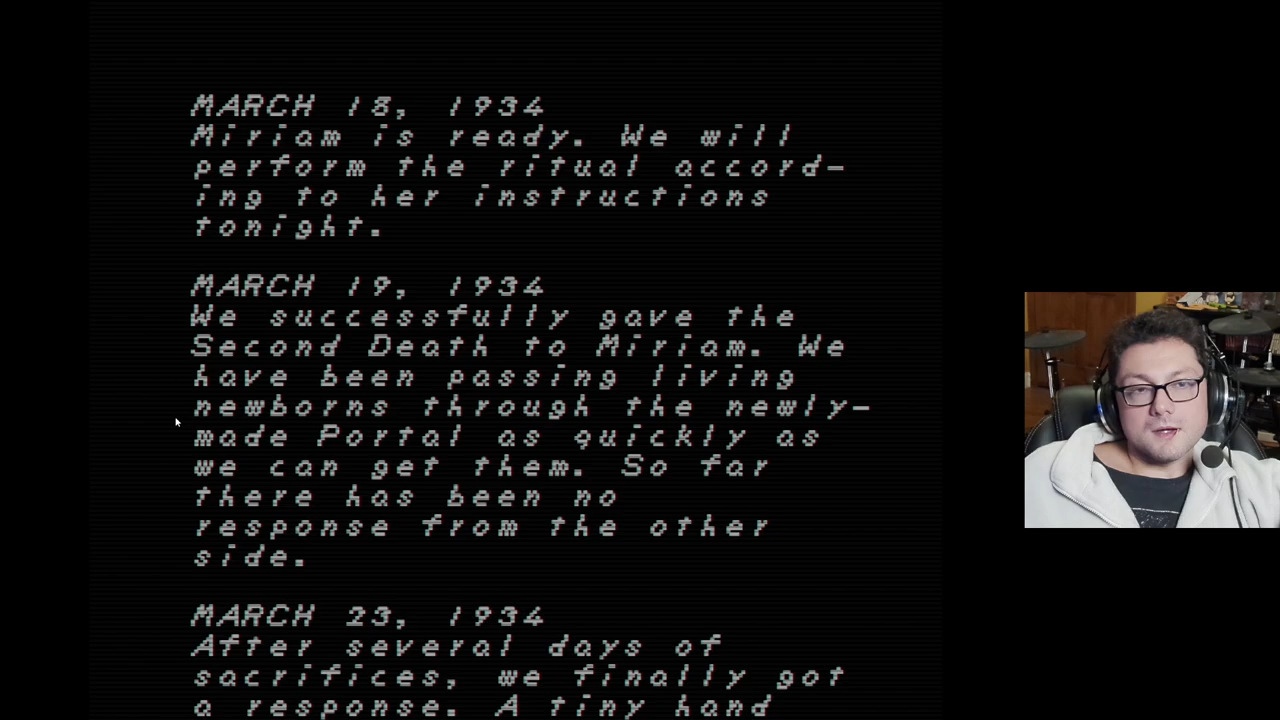 MARCH 18, 1934
Miriam is ready. We will
perform the ritual accord-
ing to her instructions
tonight.
MARCH 19, 1934
We successfully gave the
Second Death to Miriam. We
have been passing living
newborns through the newly-
made Portal as quickly as
we can get them. So far
there has been no
response from the other
side.
MARCH 23, 1934
After several days of
sacrifices, we finally got
a response. A tiny hand